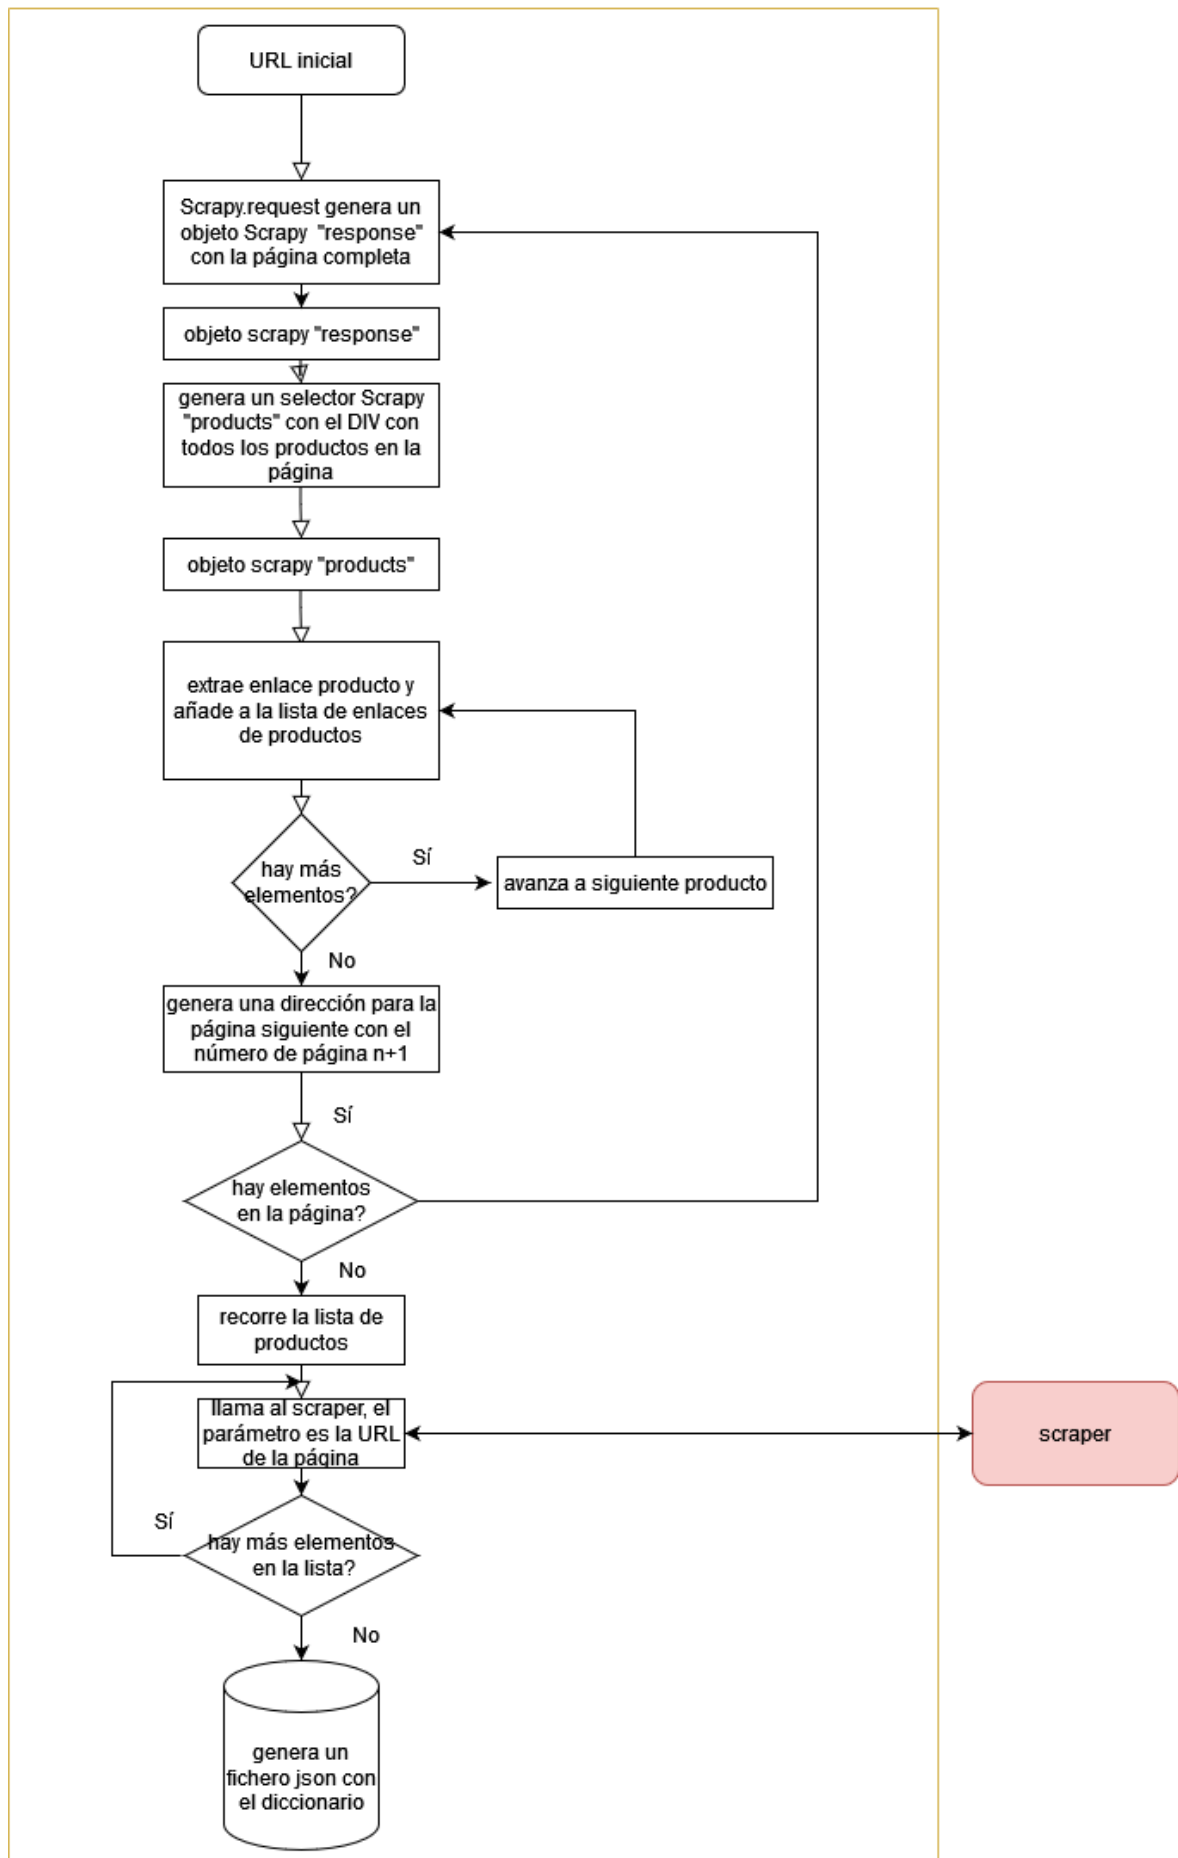 URL inicial
Scrapy.request genera un
objeto Scrapy "response"
con la página completa
objeto scrapy "response"
genera un selector Scrapy
"products" con el DIV con
todos los productos en la
página
objeto scrapy "products"
extrae enlace producto y
añade a la lista de enlaces
de productos
hay más
elementos?
Sí
avanza a siguiente producto
No
genera una dirección para la
página siguiente con el
número de página n+1
Sí
hay elementos
en la página?
No
recorre la lista de
productos
llama al scraper, el
parámetro es la URL
de la página
scraper
Sí
hay más elementos
en la lista?
No
genera un
fichero json con
el diccionario